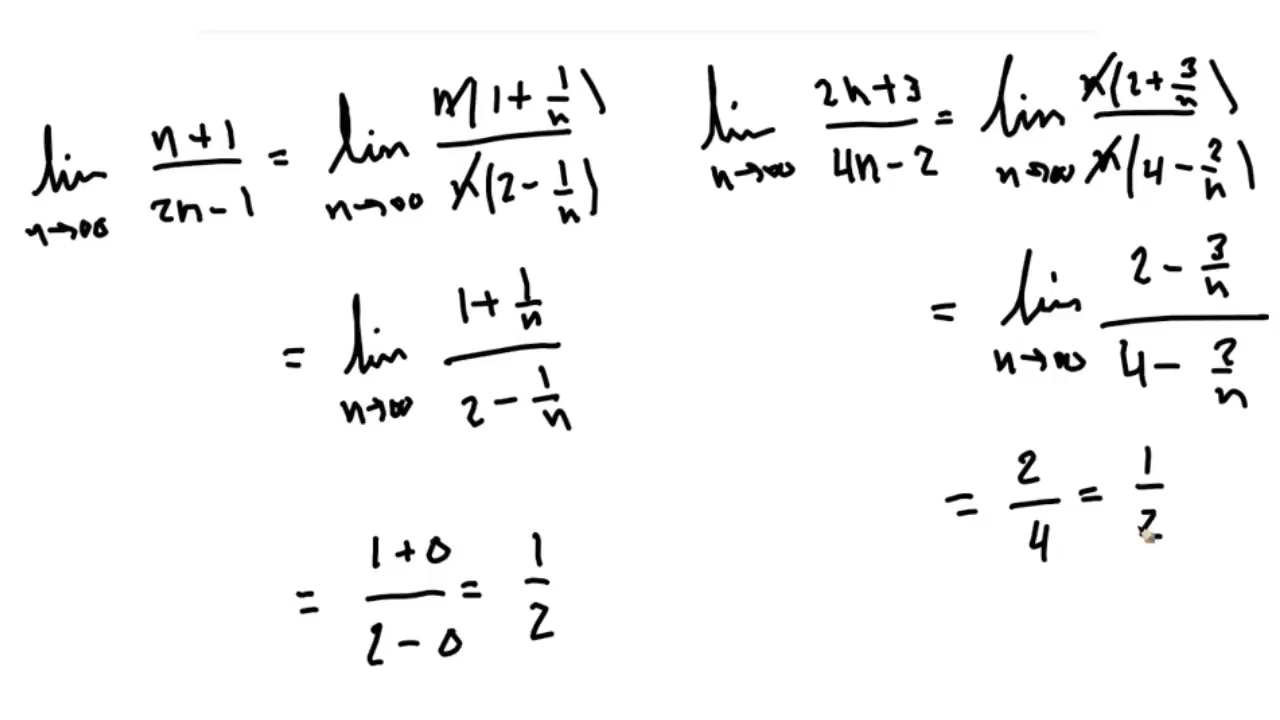 lim n→∞ (n+1)/(2n-1) = lim n→∞ n(1+1/n)/n(2-1/n)
= lim n→∞ (1+1/n)/(2-1/n)
= (1+0)/(2-0) = 1/2
lim n→∞ (2n+3)/(4n-2) = lim n→∞ n(2+3/n)/n(4-2/n)
= lim n→∞ (2-3/n)/(4-2/n)
= 2/4 = 1/2